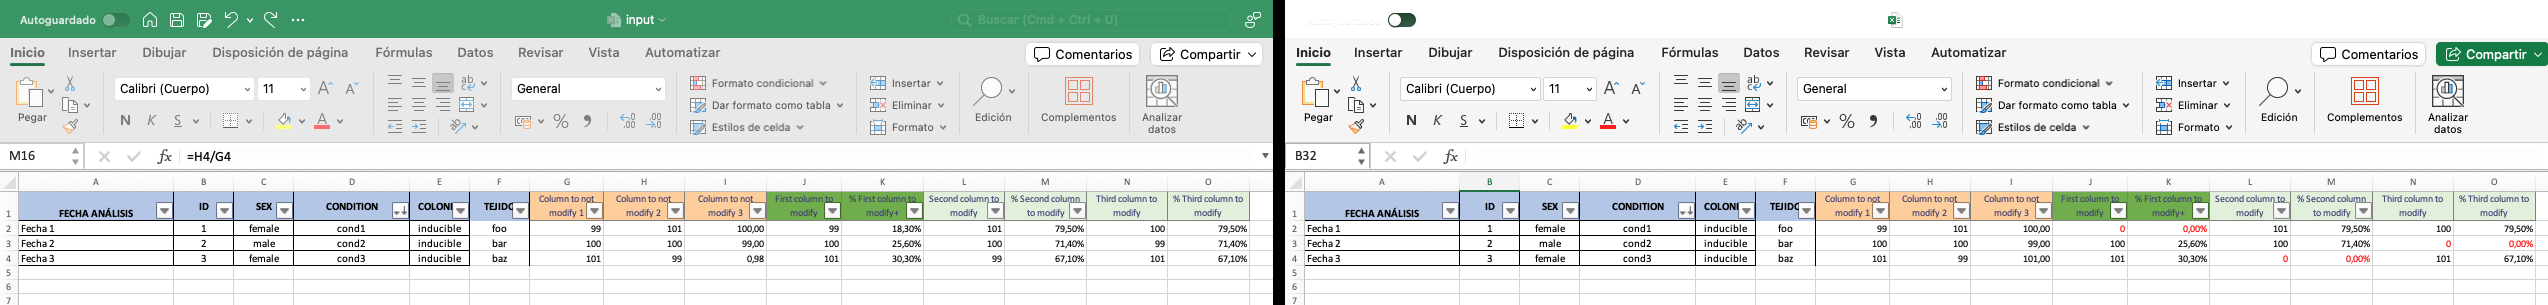 Autoguardado
input
Buscar (Cmd + Ctrl + U)
Inicio Insertar Dibujar Disposición de página Fórmulas Datos Revisar Vista Automatizar Comentarios Compartir
Pegar
Calibri (Cuerpo) 11 A A
N K S A
ab
General
% 
Formato condicional
Dar formato como tabla
Estilos de celda
Insertar
Eliminar
Formato
Edición
Complementos
Analizar
datos
M16 fx =H4/G4
A B C D E F G H I J K L M N O
1 FECHA ANÁLISIS ID SEX CONDITION COLONI TEJIDO Column to not modify 1 Column to not modify 2 Column to not modify 3 First column to modify % First column to modify+ Second column to modify % Second column to modify Third column to modify % Third column to modify
2 Fecha 1 1 female cond1 inducible foo 99 101 100,00 99 18,30% 101 79,50% 100 79,50%
3 Fecha 2 2 male cond2 inducible bar 100 100 99,00 100 25,60% 100 71,40% 99 71,40%
4 Fecha 3 3 female cond3 inducible baz 101 99 0,98 101 30,30% 99 67,10% 101 67,10%
5
6
7
Inicio Insertar Dibujar Disposición de página Fórmulas Datos Revisar Vista Automatizar Comentarios Compartir
Pegar
Calibri (Cuerpo) 11 A A
N K S A
ab
General
%
Formato condicional
Dar formato como tabla
Estilos de celda
Insertar
Eliminar
Formato
Edición
Complementos
Analizar
datos
B32 fx
A B C D E F G H I J K L M N O
1 FECHA ANÁLISIS ID SEX CONDITION COLONI TEJIDO Column to not modify 1 Column to not modify 2 Column to not modify 3 First column to modify % First column to modify+ Second column to modify % Second column to modify Third column to modify % Third column to modify
2 Fecha 1 1 female cond1 inducible foo 99 101 100,00 0 0,00% 101 79,50% 100 79,50%
3 Fecha 2 2 male cond2 inducible bar 100 100 99,00 100 25,60% 100 71,40% 0 0,00%
4 Fecha 3 3 female cond3 inducible baz 101 99 101,00 101 30,30% 0 0,00% 101 67,10%
5
6
7